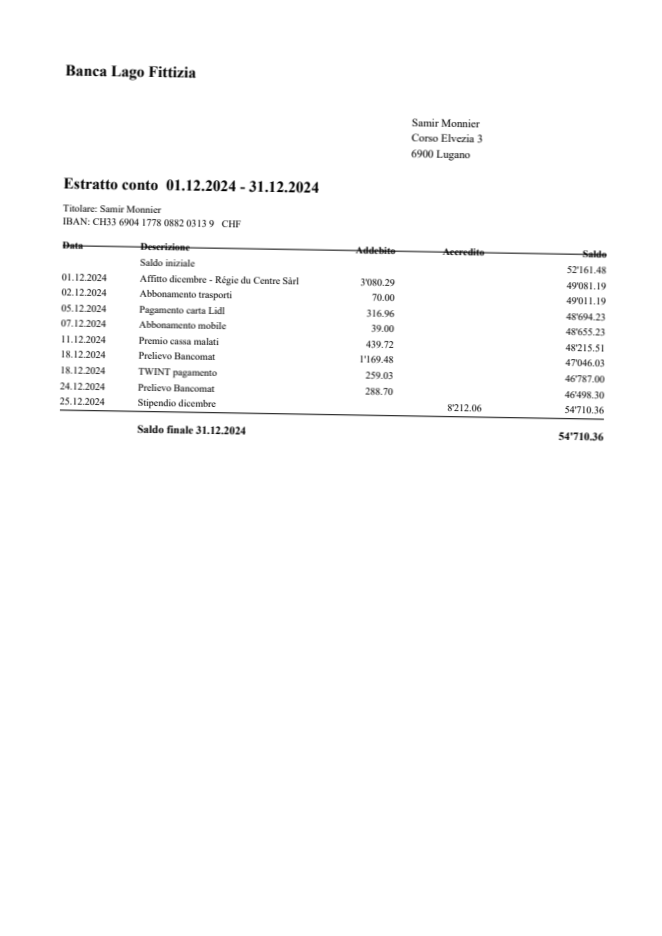 Banca Lago Fittizia
Samir Monnier
Corso Elvezia 3
6900 Lugano
Estratto conto 01.12.2024 - 31.12.2024
Titolare: Samir Monnier
IBAN: CH33 6904 1778 0882 0313 9 CHF
Data Descrizione Addebito Accredito Saldo
Saldo iniziale 52'161.48
01.12.2024 Affitto dicembre - Régie du Centre Sàrl 3'080.29 49'081.19
02.12.2024 Abbonamento trasporti 70.00 49'011.19
05.12.2024 Pagamento carta Lidl 316.96 48'694.23
07.12.2024 Abbonamento mobile 39.00 48'655.23
11.12.2024 Premio cassa malati 439.72 48'215.51
18.12.2024 Prelievo Bancomat 1'169.48 47'046.03
18.12.2024 TWINT pagamento 259.03 46'787.00
24.12.2024 Prelievo Bancomat 288.70 46'498.30
25.12.2024 Stipendio dicembre 8'212.06 54'710.36
Saldo finale 31.12.2024 54'710.36